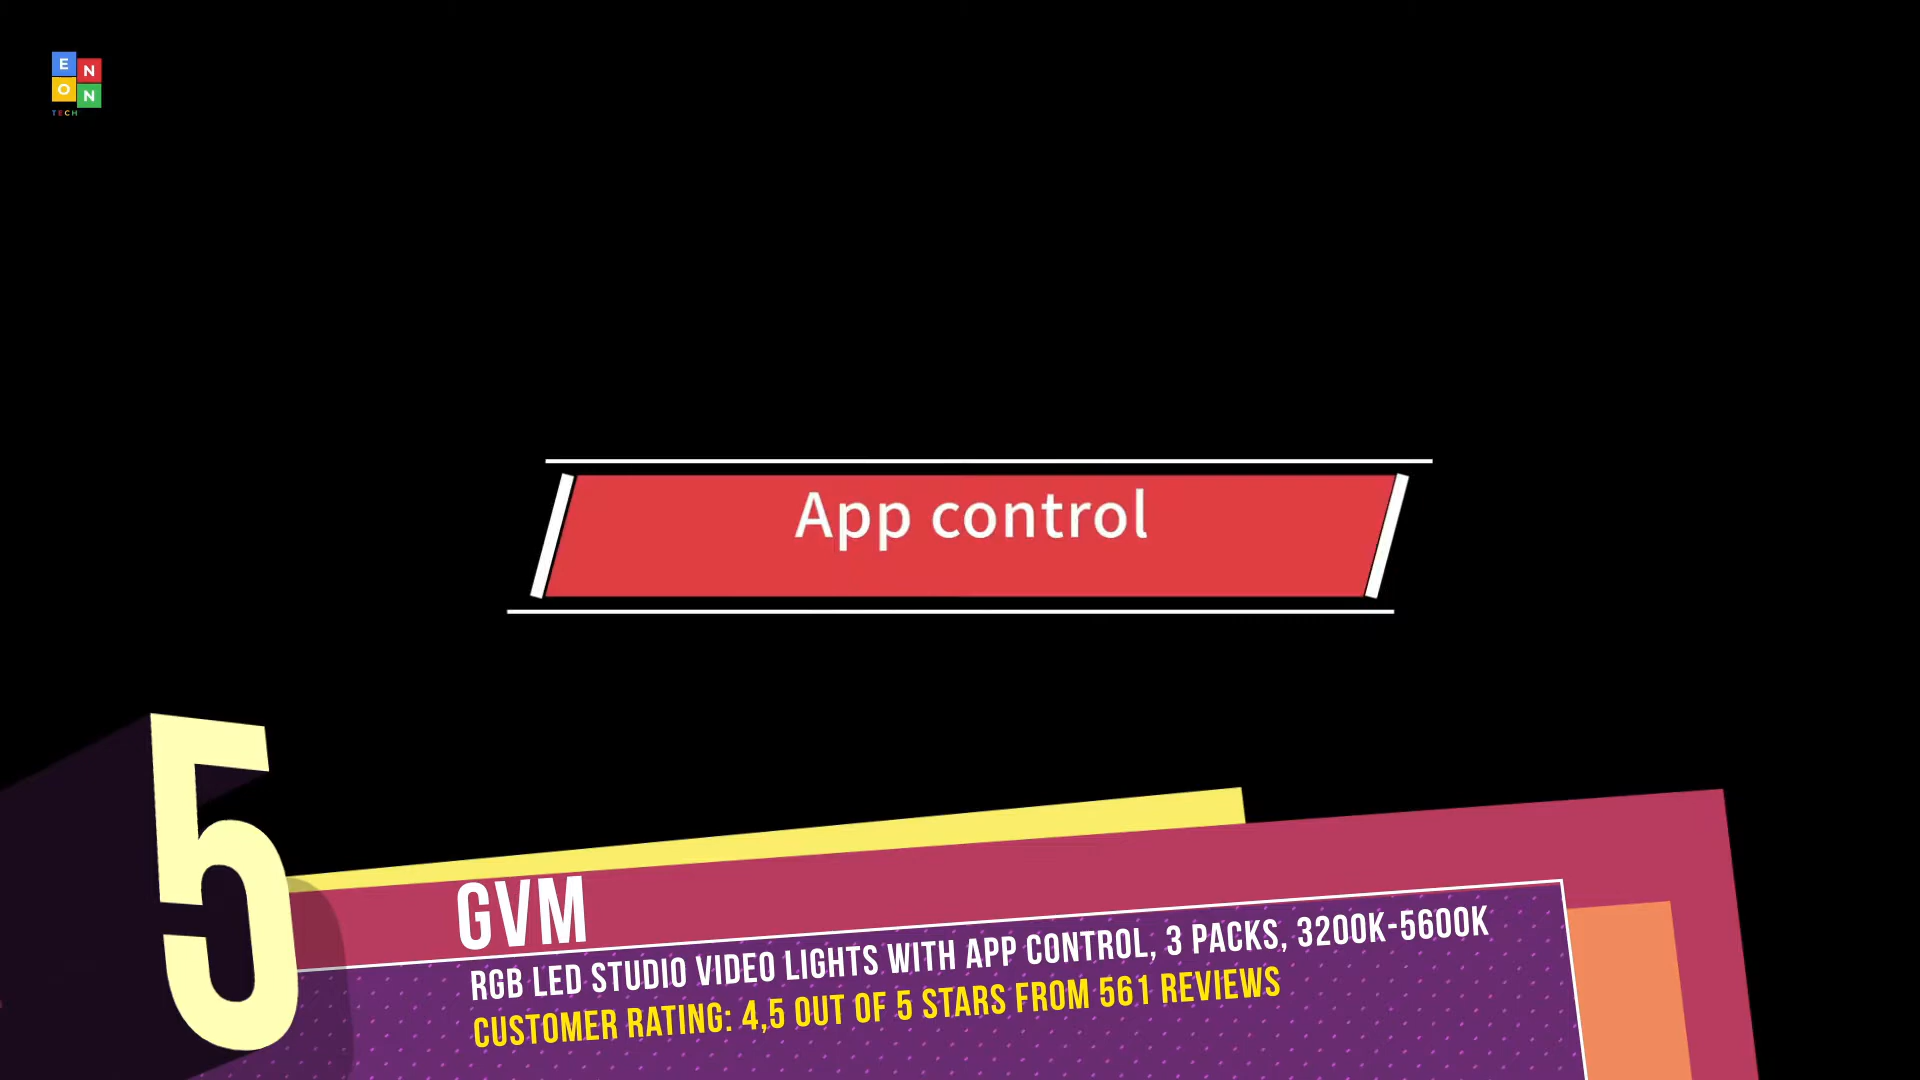 E N
O N
TECH
App control
5
GVM
RGB LED STUDIO VIDEO LIGHTS WITH APP CONTROL, 3 PACKS, 3200K-5600K
CUSTOMER RATING: 4,5 OUT OF 5 STARS FROM 561 REVIEWS